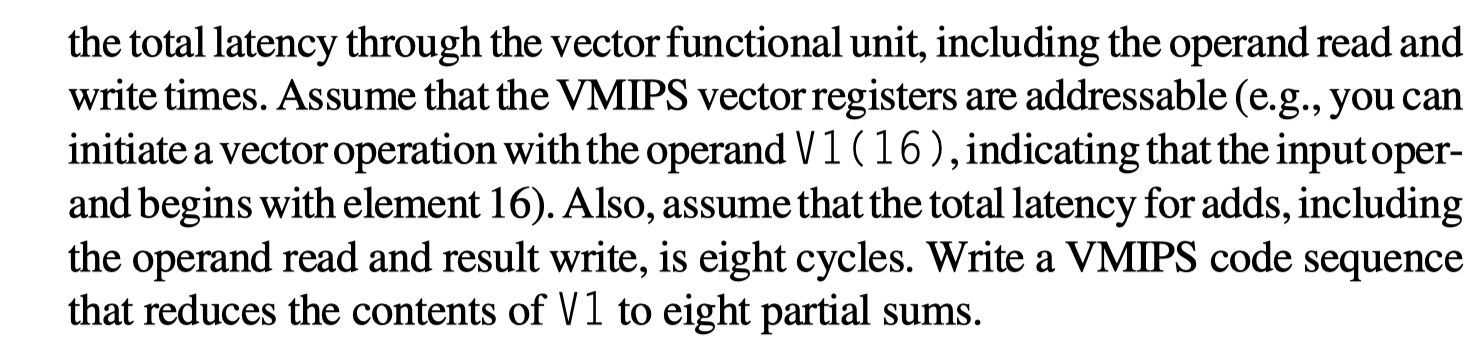 the total latency through the vector functional unit, including the operand read and
write times. Assume that the VMIPS vector registers are addressable (e.g., you can
initiate a vector operation with the operand V1(16), indicating that the input oper-
and begins with element 16). Also, assume that the total latency for adds, including
the operand read and result write, is eight cycles. Write a VMIPS code sequence
that reduces the contents of V1 to eight partial sums.